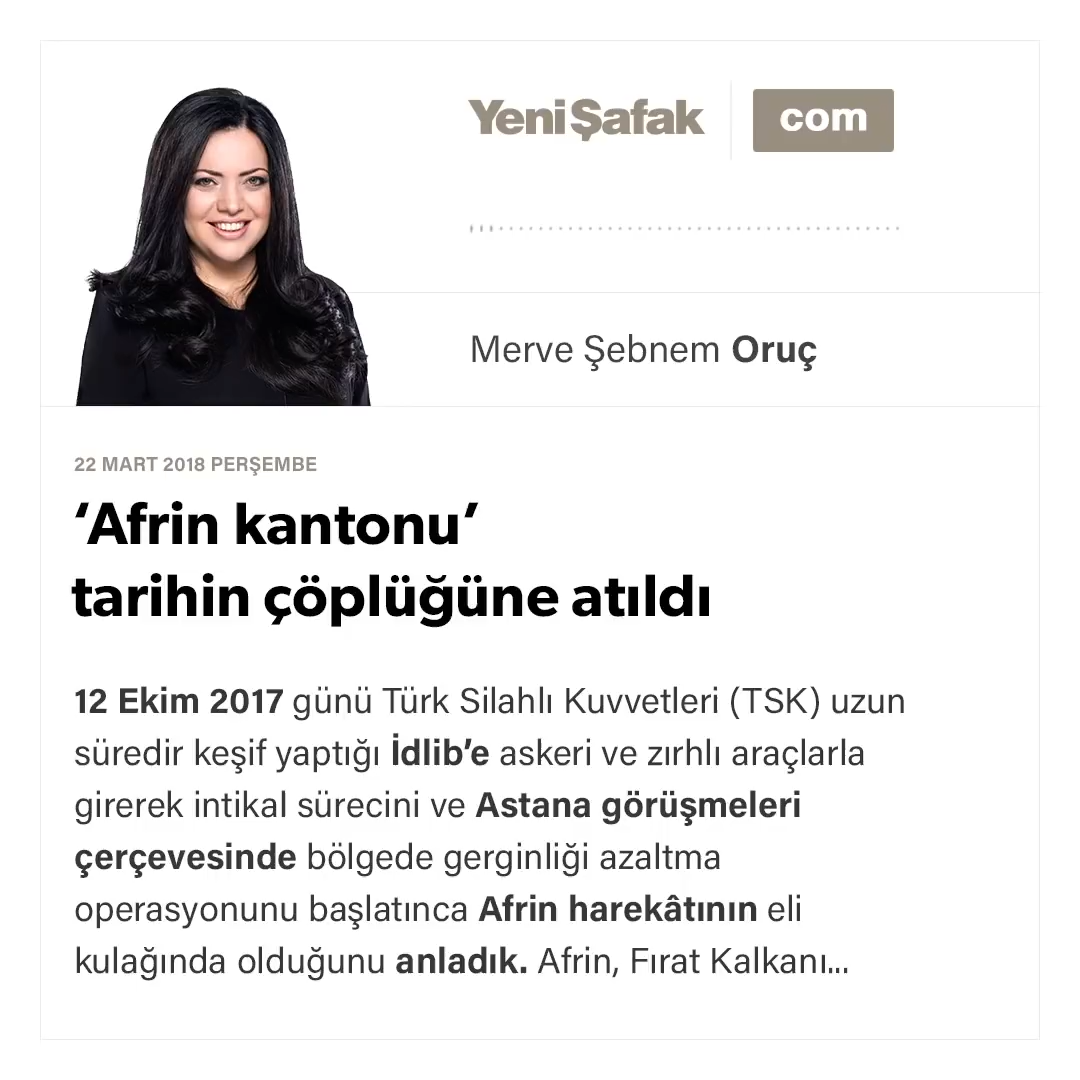 YeniŞafak com
Merve Şebnem Oruç
22 MART 2018 PERŞEMBE
‘Afrin kantonu’
tarihin çöplüğüne atıldı
12 Ekim 2017 günü Türk Silahlı Kuvvetleri (TSK) uzun
süredir keşif yaptığı İdlib’e askeri ve zırhlı araçlarla
girerek intikal sürecini ve Astana görüşmeleri
çerçevesinde bölgede gerginliği azaltma
operasyonunu başlatınca Afrin harekâtının eli
kulağında olduğunu anladık. Afrin, Fırat Kalkanı...